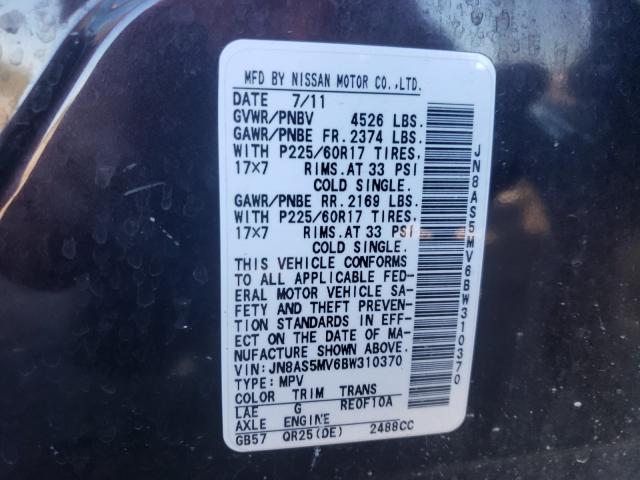 MFD BY NISSAN MOTOR CO.,LTD.
DATE 7/11
GVWR/PNBV 4526 LBS.
GAWR/PNBE FR. 2374 LBS.
WITH P225/60R17 TIRES,
17×7 RIMS.AT 33 PSI
COLD SINGLE.
GAWR/PNBE RR. 2169 LBS.
WITH P225/60R17 TIRES,
17×7 RIMS.AT 33 PSI
COLD SINGLE.
THIS VEHICLE CONFORMS
TO ALL APPLICABLE FED-
ERAL MOTOR VEHICLE SA-
FETY AND THEFT PREVEN-
TION STANDARDS IN EFF-
ECT ON THE DATE OF MA-
NUFACTURE SHOWN ABOVE.
VIN: JN8AS5MV6BW310370
TYPE: MPV
COLOR TRIM TRANS
LAE G RE0F10A
AXLE ENGINE
GB57 QR25(DE) 2488CC
JN8AS5MV6BW310370